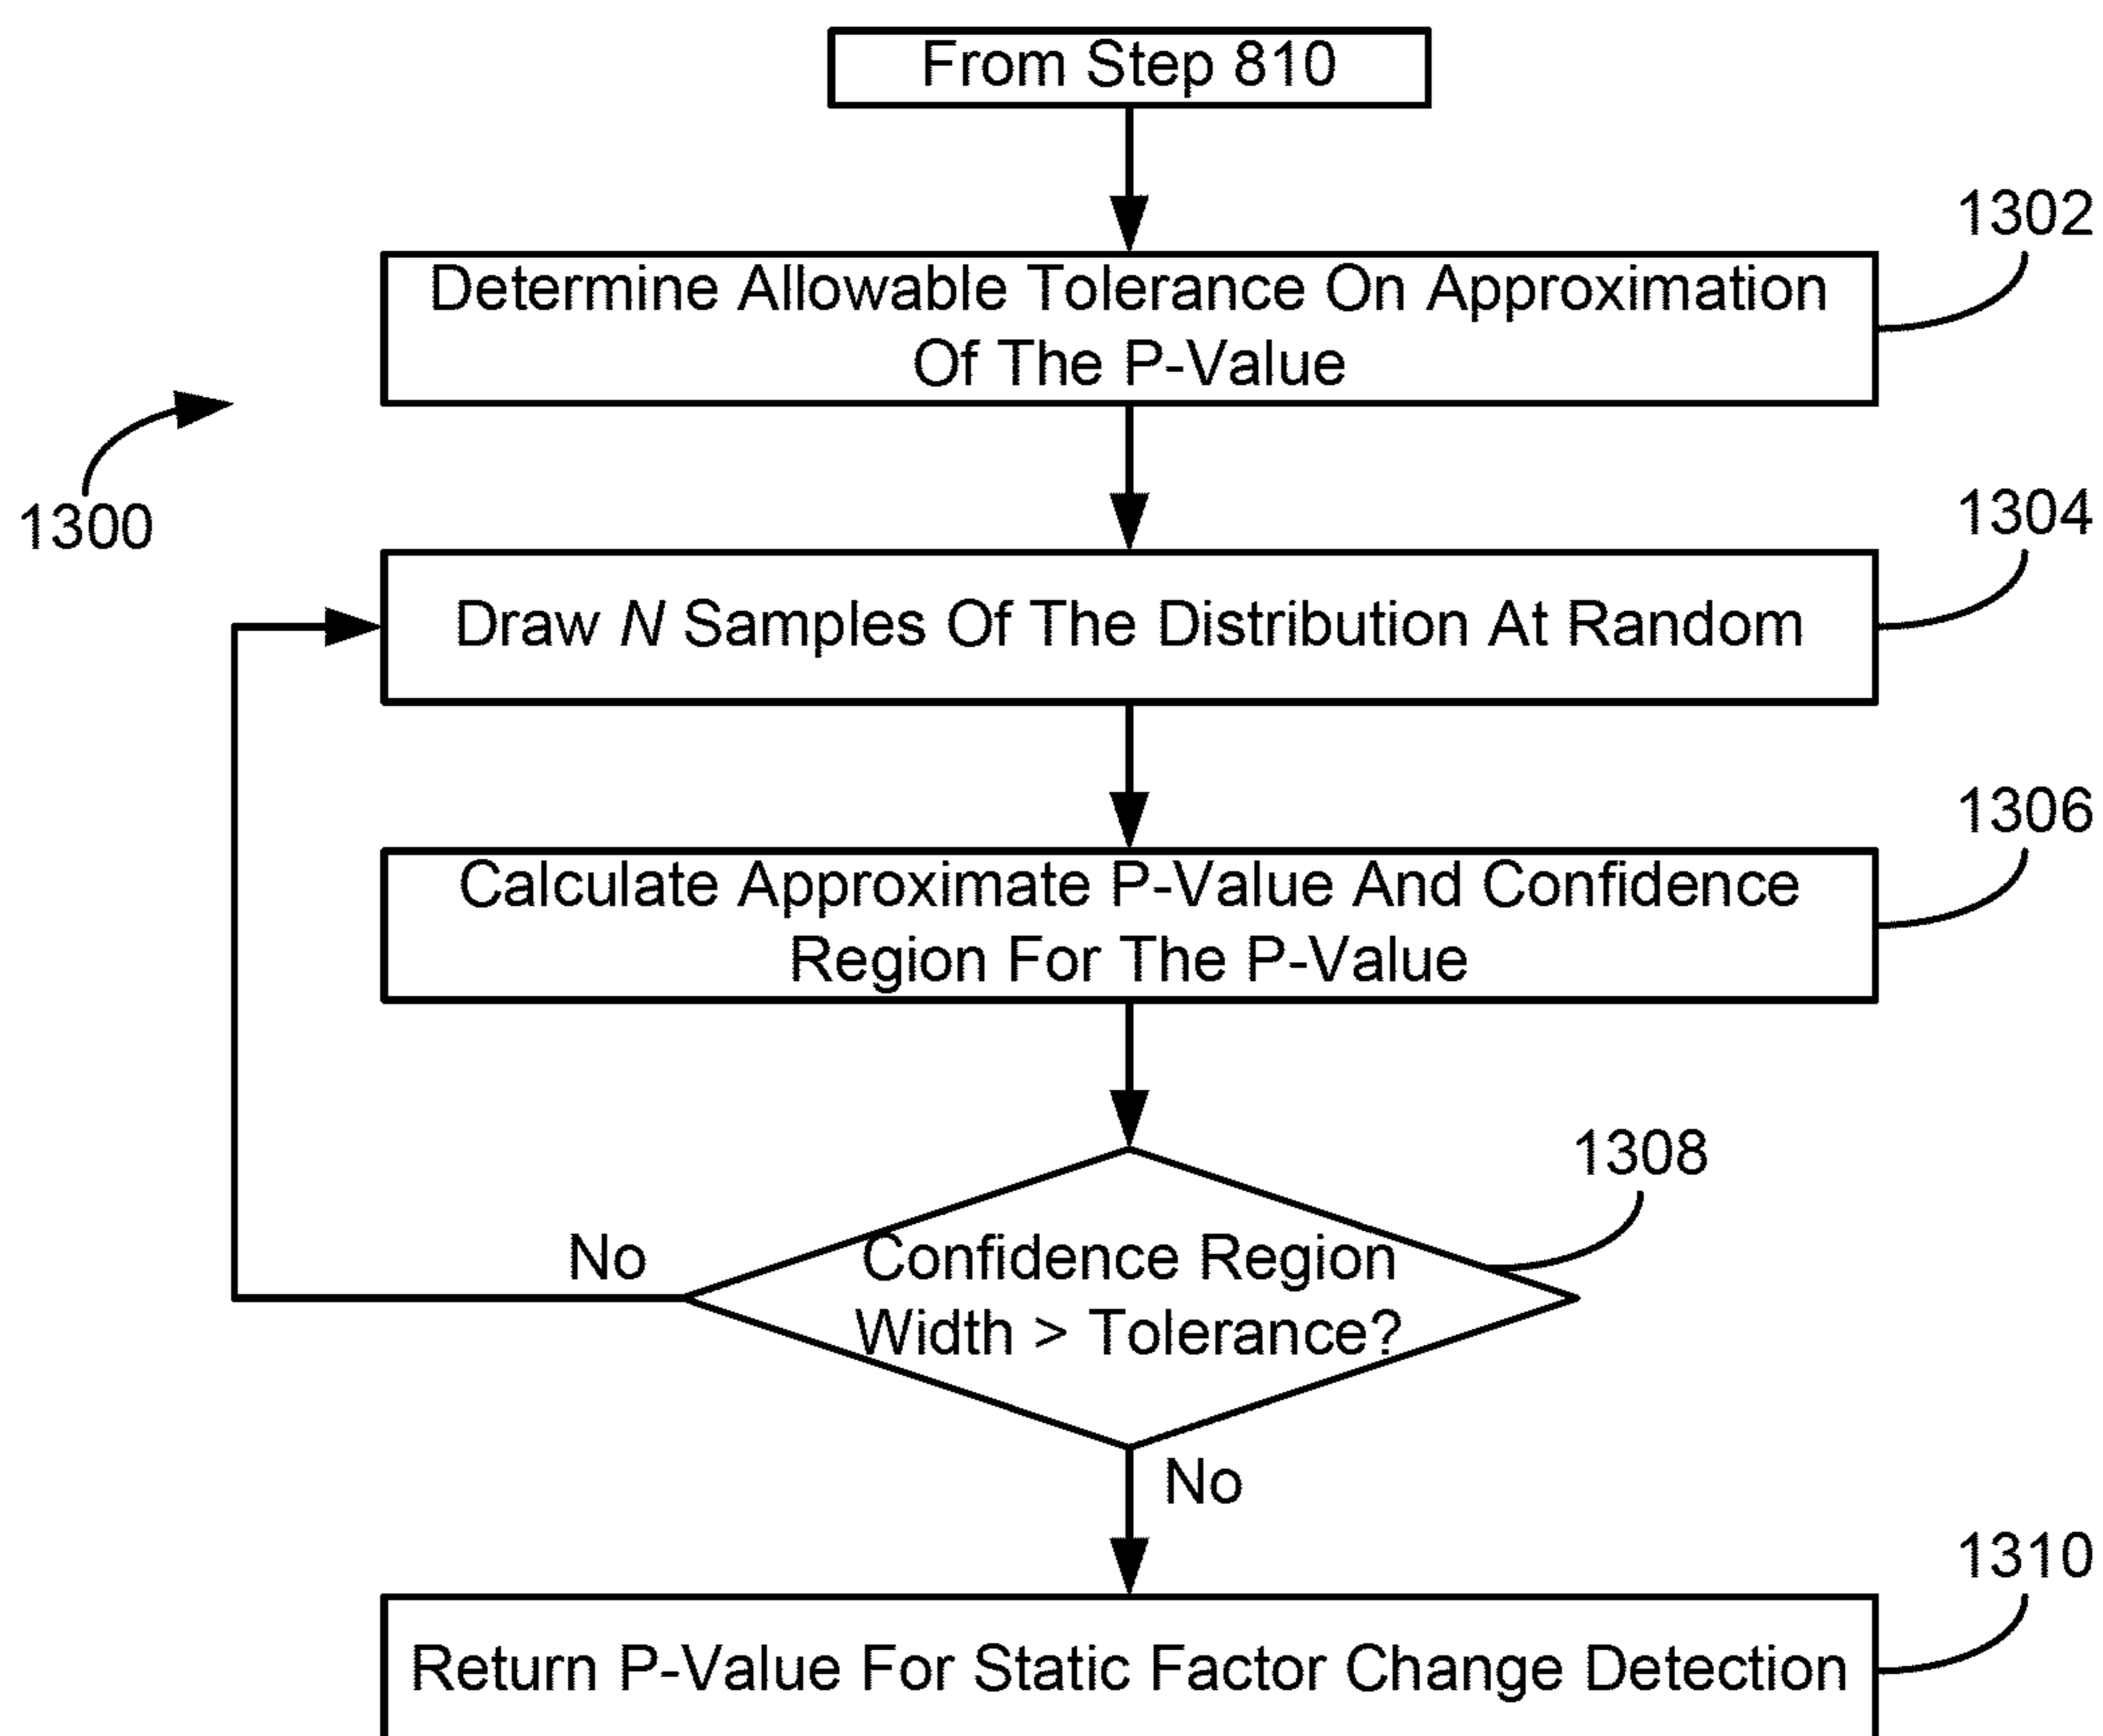 From Step 810
1302
Determine Allowable Tolerance On Approximation
Of The P-Value
1300
1304
Draw N Samples Of The Distribution At Random
1306
Calculate Approximate P-Value And Confidence
Region For The P-Value
1308
No
Confidence Region
Width > Tolerance?
No
1310
Return P-Value For Static Factor Change Detection